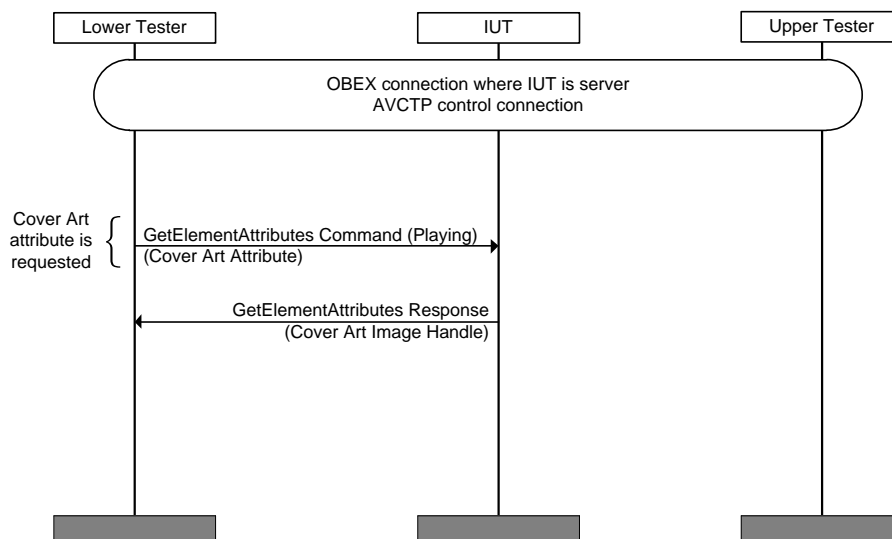 Lower Tester
IUT
Upper Tester
OBEX connection where IUT is server
AVCTP control connection
Cover Art
attribute is
requested
GetElementAttributes Command (Playing)
(Cover Art Attribute)
GetElementAttributes Response
(Cover Art Image Handle)